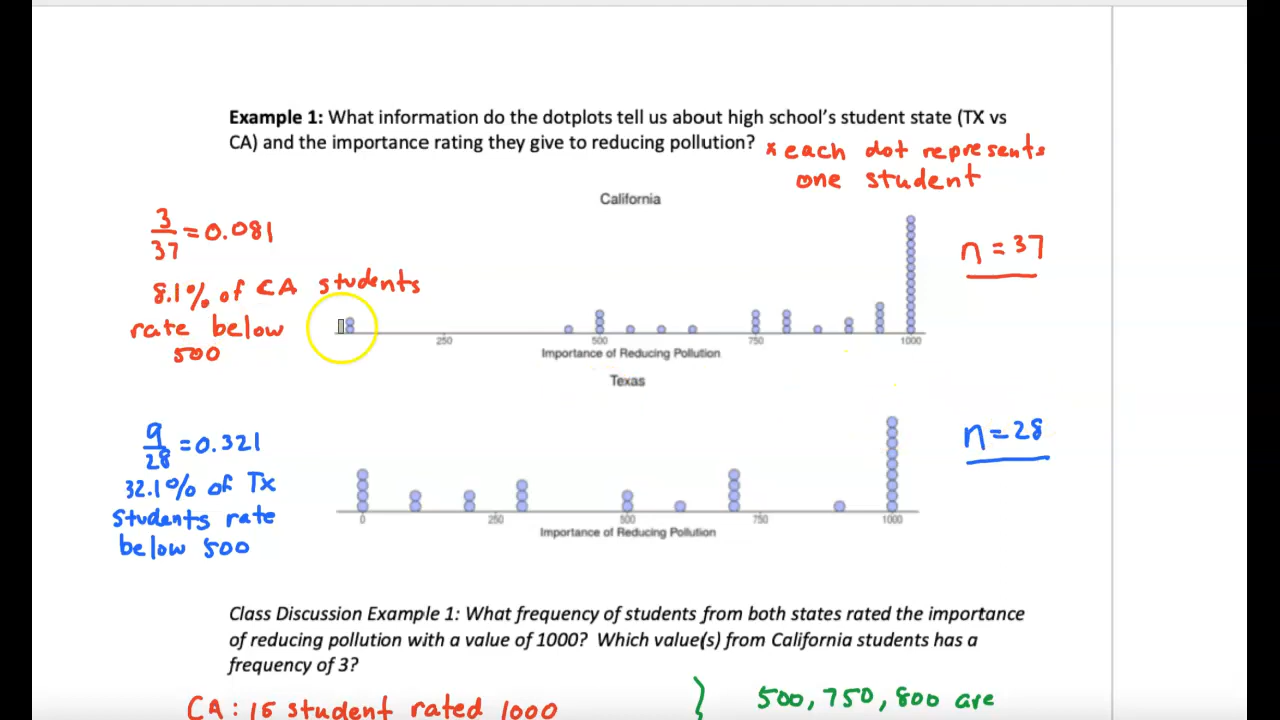 Example 1: What information do the dotplots tell us about high school's student state (TX vs
CA) and the importance rating they give to reducing pollution?
* each dot represents
one student
California
3/37 = 0.081
n = 37
8.1% of CA students
rate below
500
250 500 750 1000
Importance of Reducing Pollution
Texas
9/28 = 0.321
n = 28
32.1% of Tx
students rate
below 500
0 250 500 750 1000
Importance of Reducing Pollution
Class Discussion Example 1: What frequency of students from both states rated the importance
of reducing pollution with a value of 1000? Which value(s) from California students has a
frequency of 3?
500, 750, 800 are
CA: 15 student rated 1000